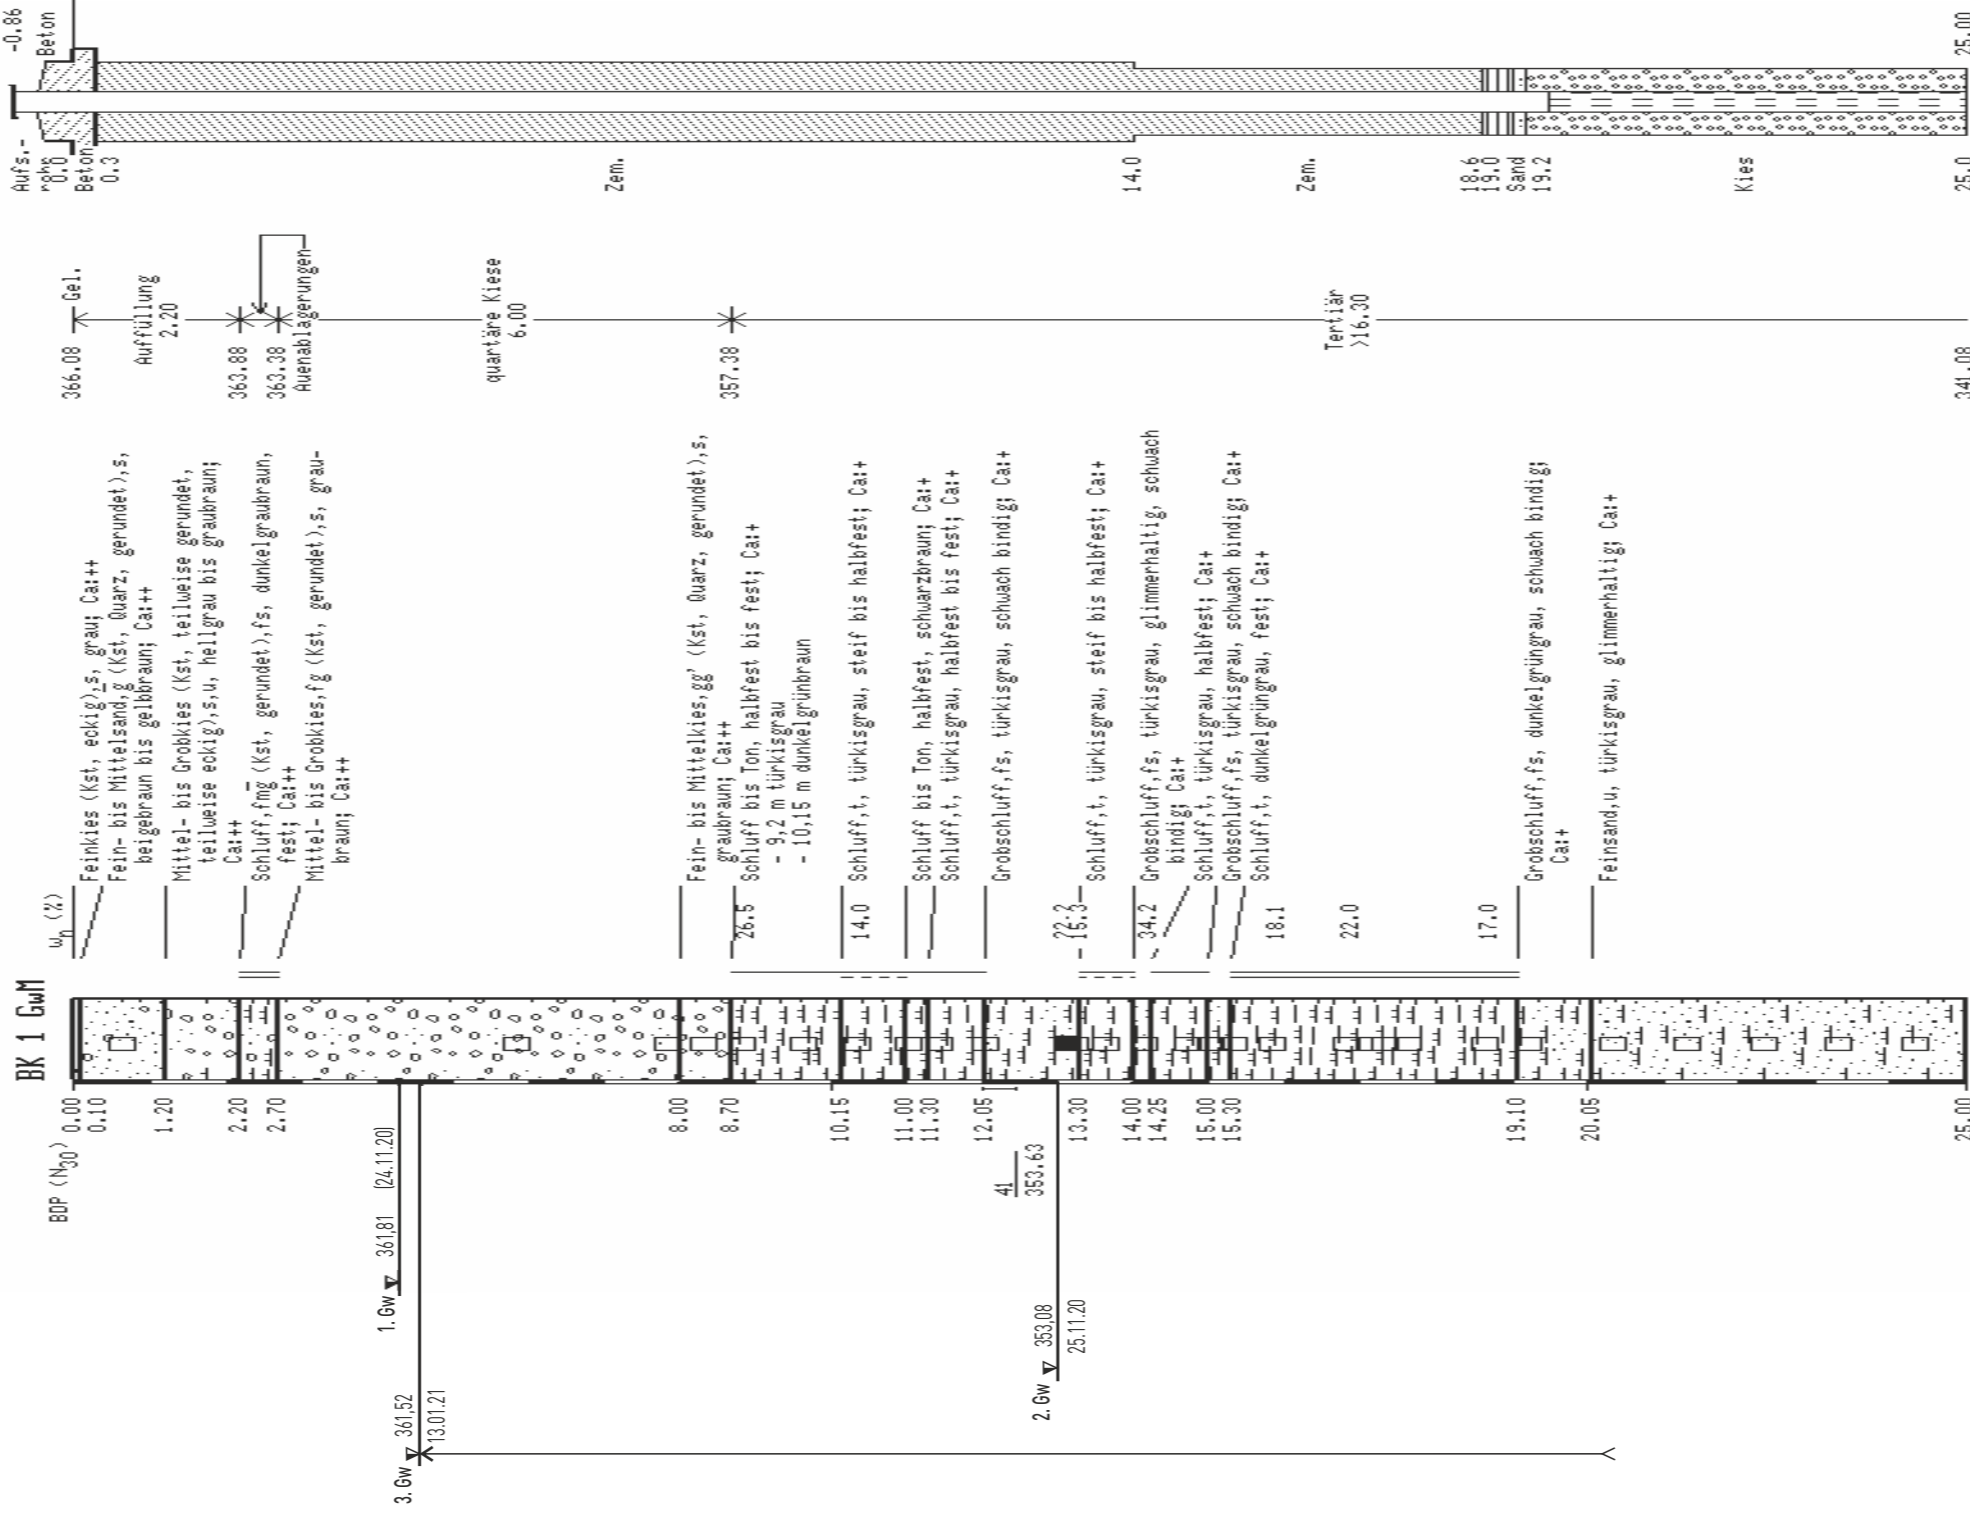 BK 1 GwM
BDP (N30)
wn (%)
0.00
0.10
1.20
2.20
2.70
8.00
8.70
10.15
11.00
11.30
12.05
13.30
14.00
14.25
15.00
15.30
19.10
20.05
25.00
1. Gw 361,81 (24.11.20)
3. Gw 361,52
13.01.21
2. Gw 353,08
25.11.20
41
353.63
26.5
14.0
22.2
15.3
34.2
18.1
22.0
17.0
Feinkies (Kst, eckig),s, grau; Ca:++
Fein- bis Mittelsand,g (Kst, Quarz, gerundet),s,
beigebraun bis gelbbraun; Ca:++
Mittel- bis Grobkies (Kst, teilweise gerundet,
teilweise eckig),s,u, hellgrau bis graubraun;
Ca:++
Schluff,fmg (Kst, gerundet),fs, dunkelgraubraun,
fest; Ca:++
Mittel- bis Grobkies,fg (Kst, gerundet),s, grau-
braun; Ca:++
Fein- bis Mittelkies,gg' (Kst, Quarz, gerundet),s,
graubraun; Ca:++
Schluff bis Ton, halbfest bis fest; Ca:+
- 9,2 m türkisgrau
- 10,15 m dunkelgrünbraun
Schluff,t, türkisgrau, steif bis halbfest; Ca:+
Schluff bis Ton, halbfest, schwarzbraun; Ca:+
Schluff,t, türkisgrau, halbfest bis fest; Ca:+
Grobschluff,fs, türkisgrau, schwach bindig; Ca:+
Schluff,t, türkisgrau, steif bis halbfest; Ca:+
Grobschluff,fs, türkisgrau, glimmerhaltig, schwach
bindig; Ca:+
Schluff,t, türkisgrau, halbfest; Ca:+
Grobschluff,fs, türkisgrau, schwach bindig; Ca:+
Schluff,t, dunkelgrüngrau, fest; Ca:+
Grobschluff,fs, dunkelgrüngrau, schwach bindig;
Ca:+
Feinsand,u, türkisgrau, glimmerhaltig; Ca:+
366.08 Gel.
Auffüllung
2.20
363.88
363.38
Auenablagerungen
quartäre Kiese
6.00
357.38
Tertiär
>16.30
341.08
Aufs.-
rohr
0.0
Beton
0.3
Zem.
14.0
Zem.
18.6
19.0
Sand
19.2
Kies
25.0
-0.86
Beton
25.00